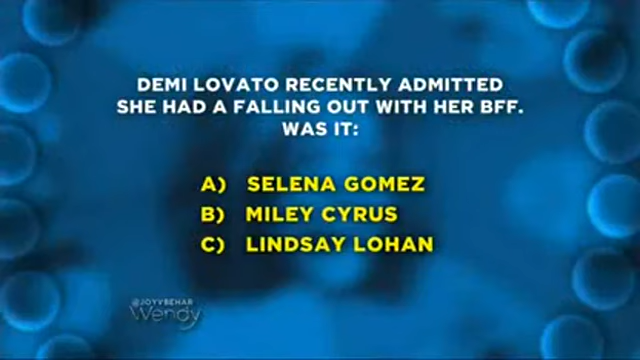 DEMI LOVATO RECENTLY ADMITTED
SHE HAD A FALLING OUT WITH HER BFF.
WAS IT:
A) SELENA GOMEZ
B) MILEY CYRUS
C) LINDSAY LOHAN
@JOYVBEHAR
Wendy